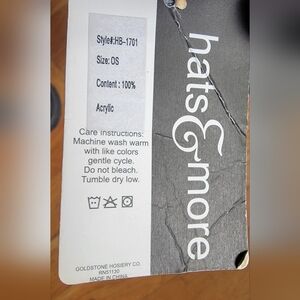 Style#:HB-1701
Size: OS
Content: 100%
Acrylic
Care instructions:
Machine wash warm
with like colors
gentle cycle.
Do not bleach.
Tumble dry low.
GOLDSTONE HOSIERY CO.
RN51130
MADE IN CHINA
hats&more